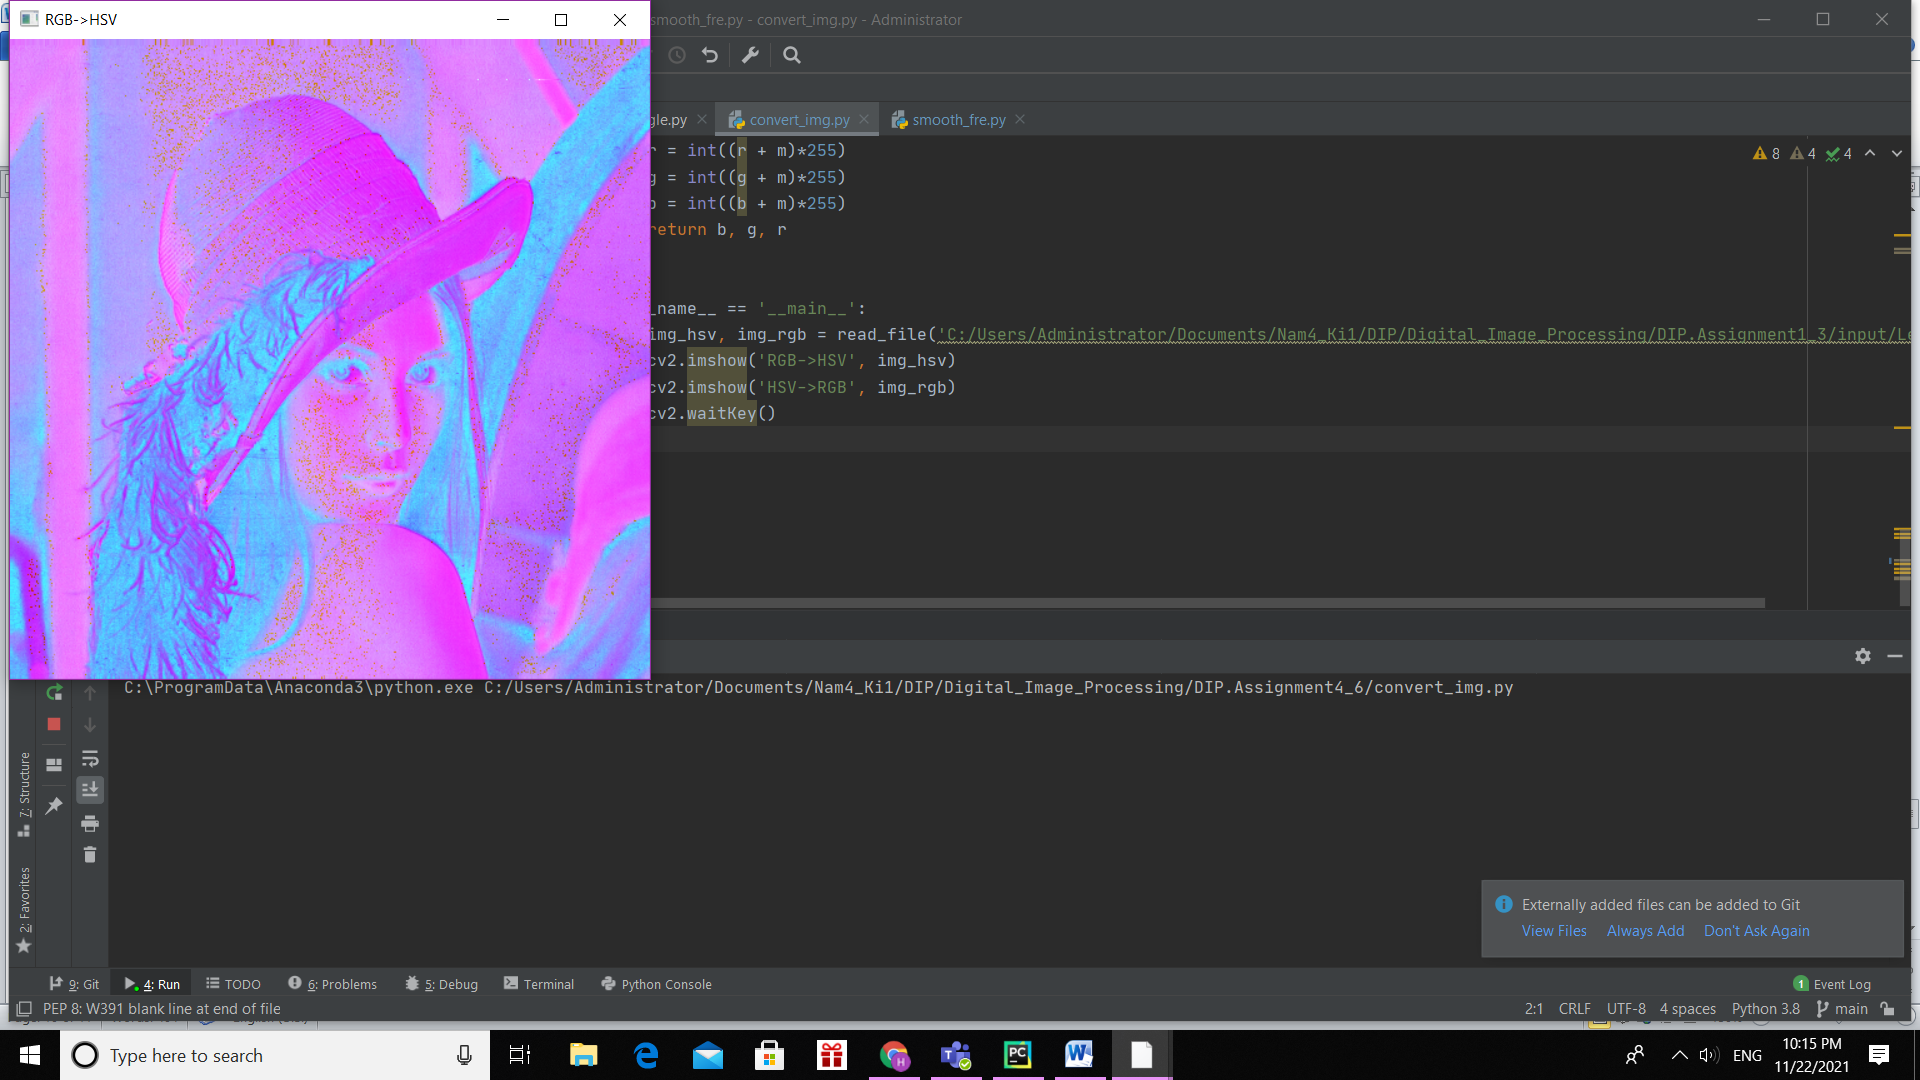 RGB->HSV
smooth_fre.py - convert_img.py - Administrator
gle.py
convert_img.py
smooth_fre.py
= int((r + m)*255)
8
4
4
= int((g + m)*255)
= int((b + m)*255)
return b, g, r
_name__ == '__main__':
img_hsv, img_rgb = read_file('C:/Users/Administrator/Documents/Nam4_Ki1/DIP/Digital_Image_Processing/DIP.Assignment1_3/input/Le
cv2.imshow('RGB->HSV', img_hsv)
cv2.imshow('HSV->RGB', img_rgb)
cv2.waitKey()
C:\ProgramData\Anaconda3\python.exe C:/Users/Administrator/Documents/Nam4_Ki1/DIP/Digital_Image_Processing/DIP.Assignment4_6/convert_img.py
7: Structure
2: Favorites
Externally added files can be added to Git
View Files
Always Add
Don't Ask Again
9: Git
4: Run
TODO
6: Problems
5: Debug
Terminal
Python Console
1
Event Log
PEP 8: W391 blank line at end of file
2:1
CRLF
UTF-8
4 spaces
Python 3.8
main
Type here to search
H
T
PC
W
ENG
10:15 PM
11/22/2021